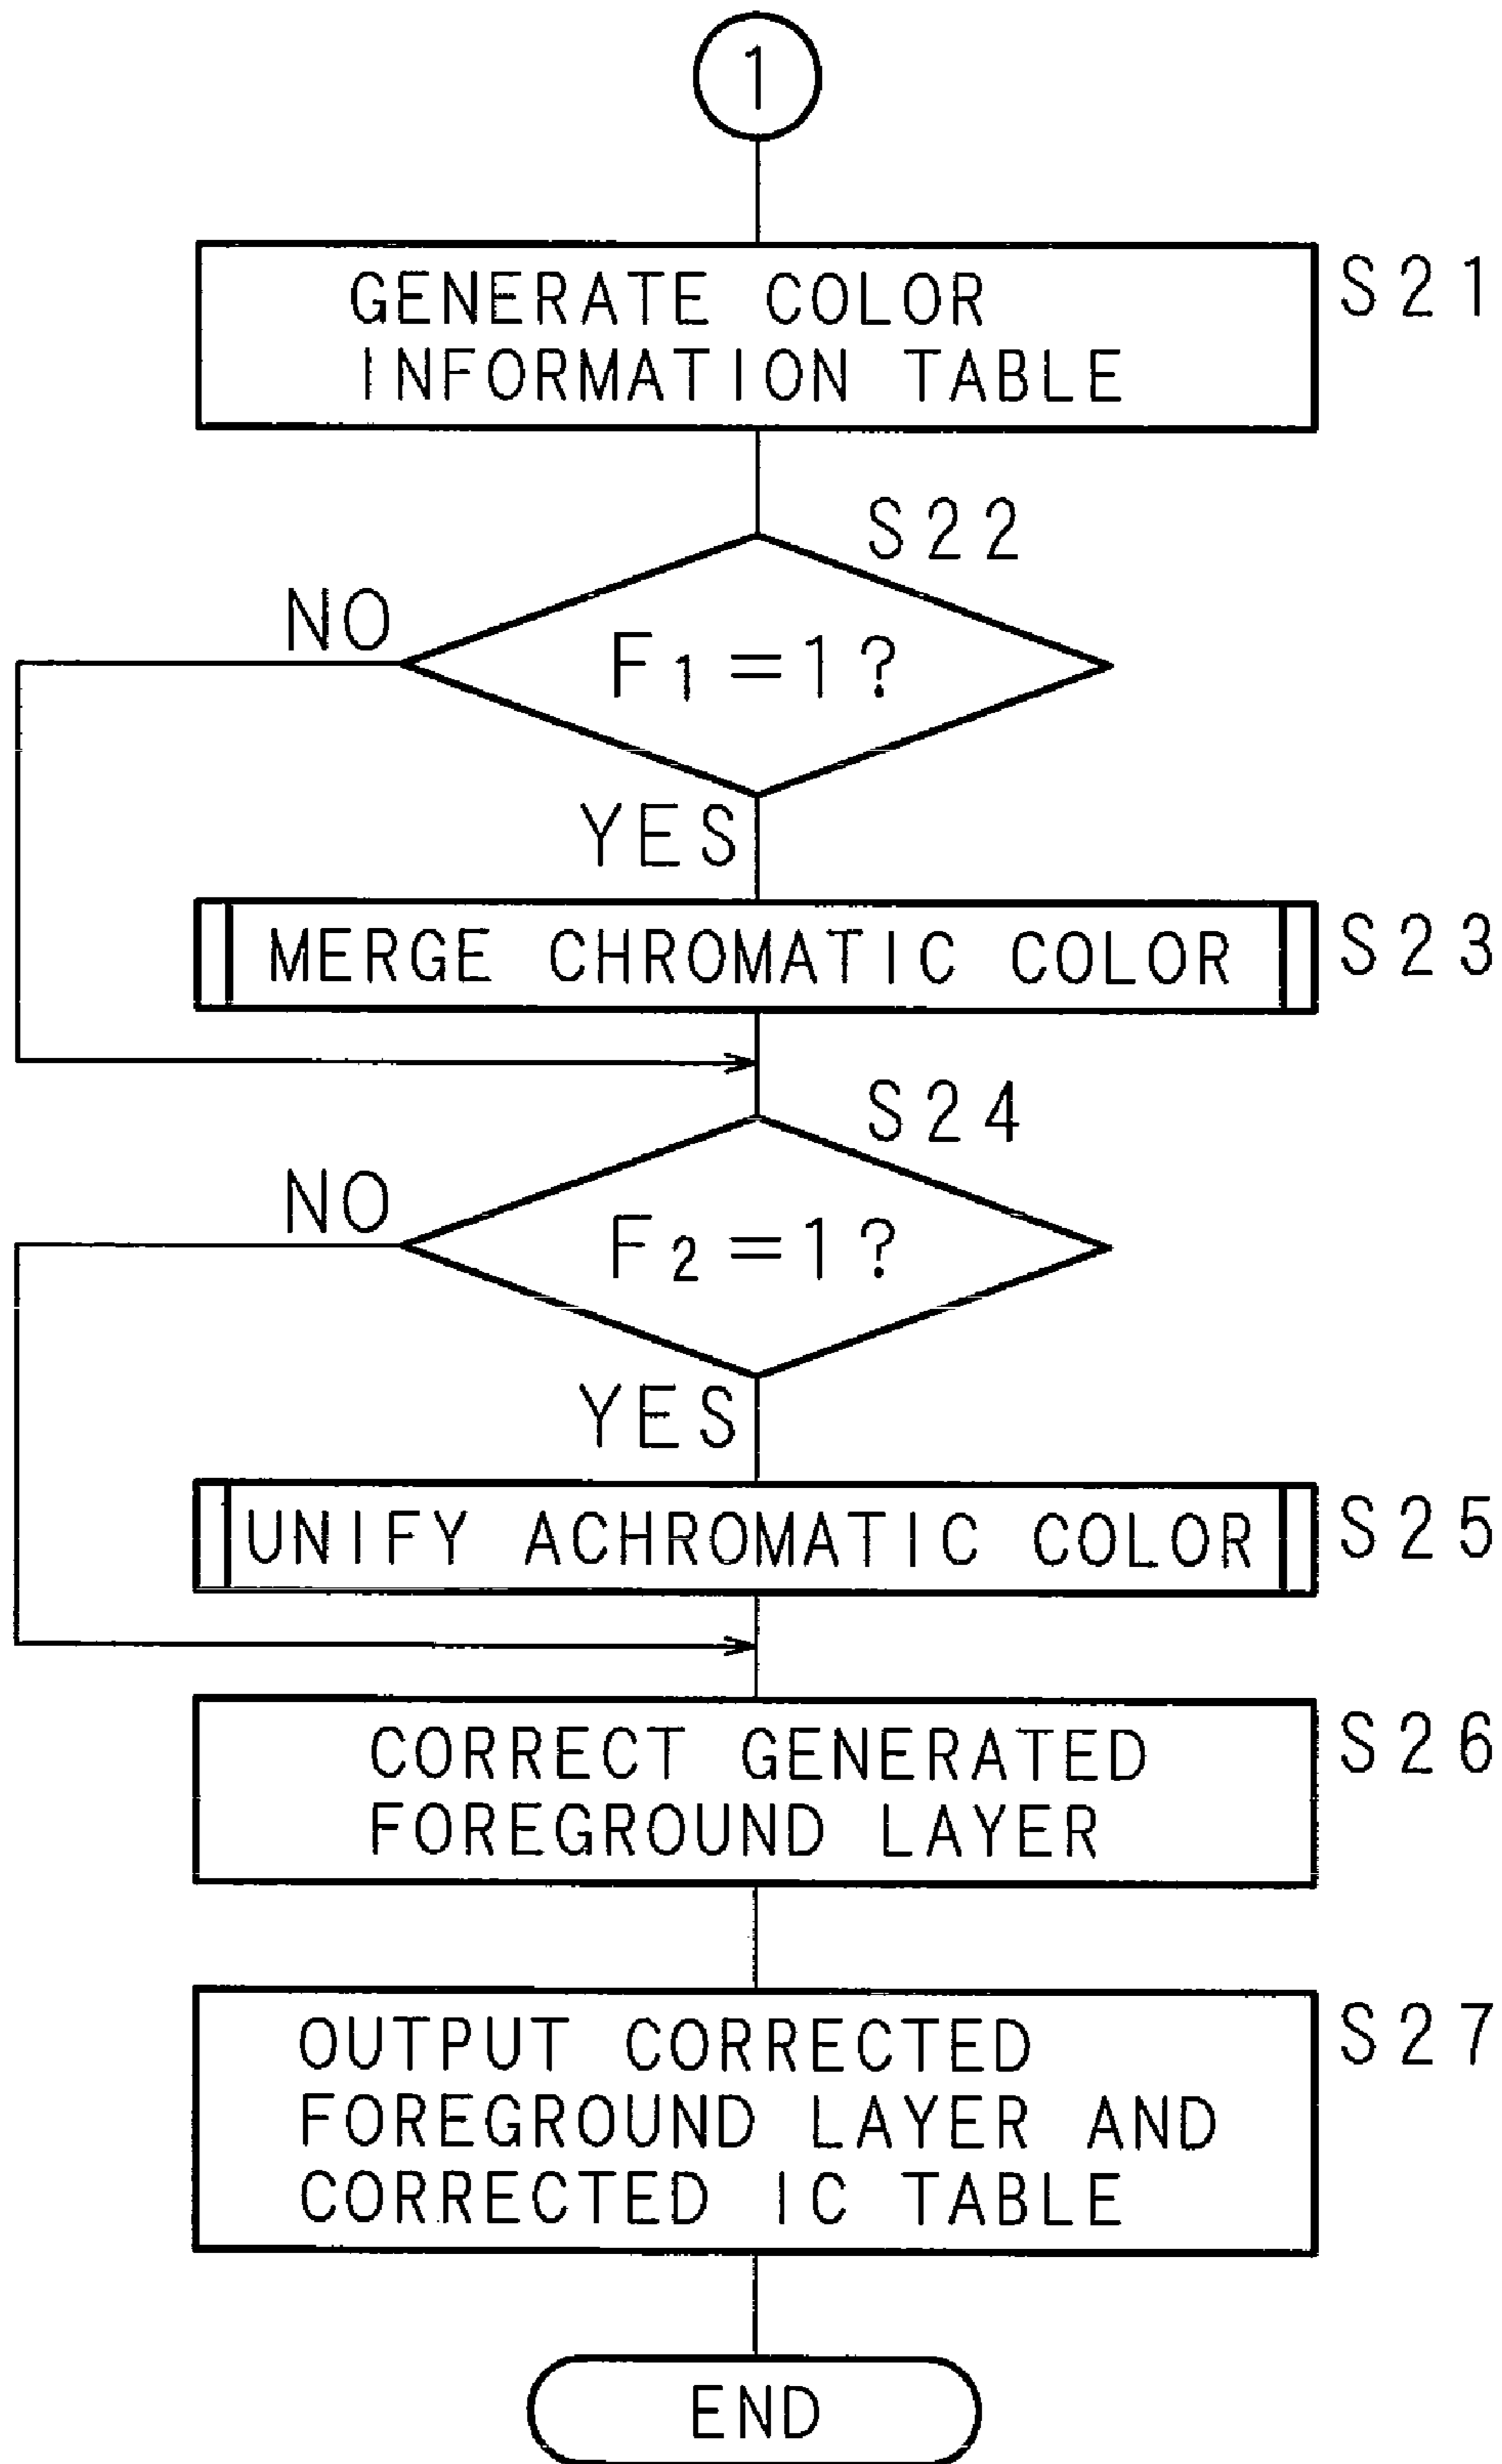 1
GENERATE COLOR
INFORMATION TABLE
S21
S22
NO
F1=1?
YES
MERGE CHROMATIC COLOR
S23
S24
NO
F2=1?
YES
UNIFY ACHROMATIC COLOR
S25
CORRECT GENERATED
FOREGROUND LAYER
S26
OUTPUT CORRECTED
FOREGROUND LAYER AND
CORRECTED IC TABLE
S27
END